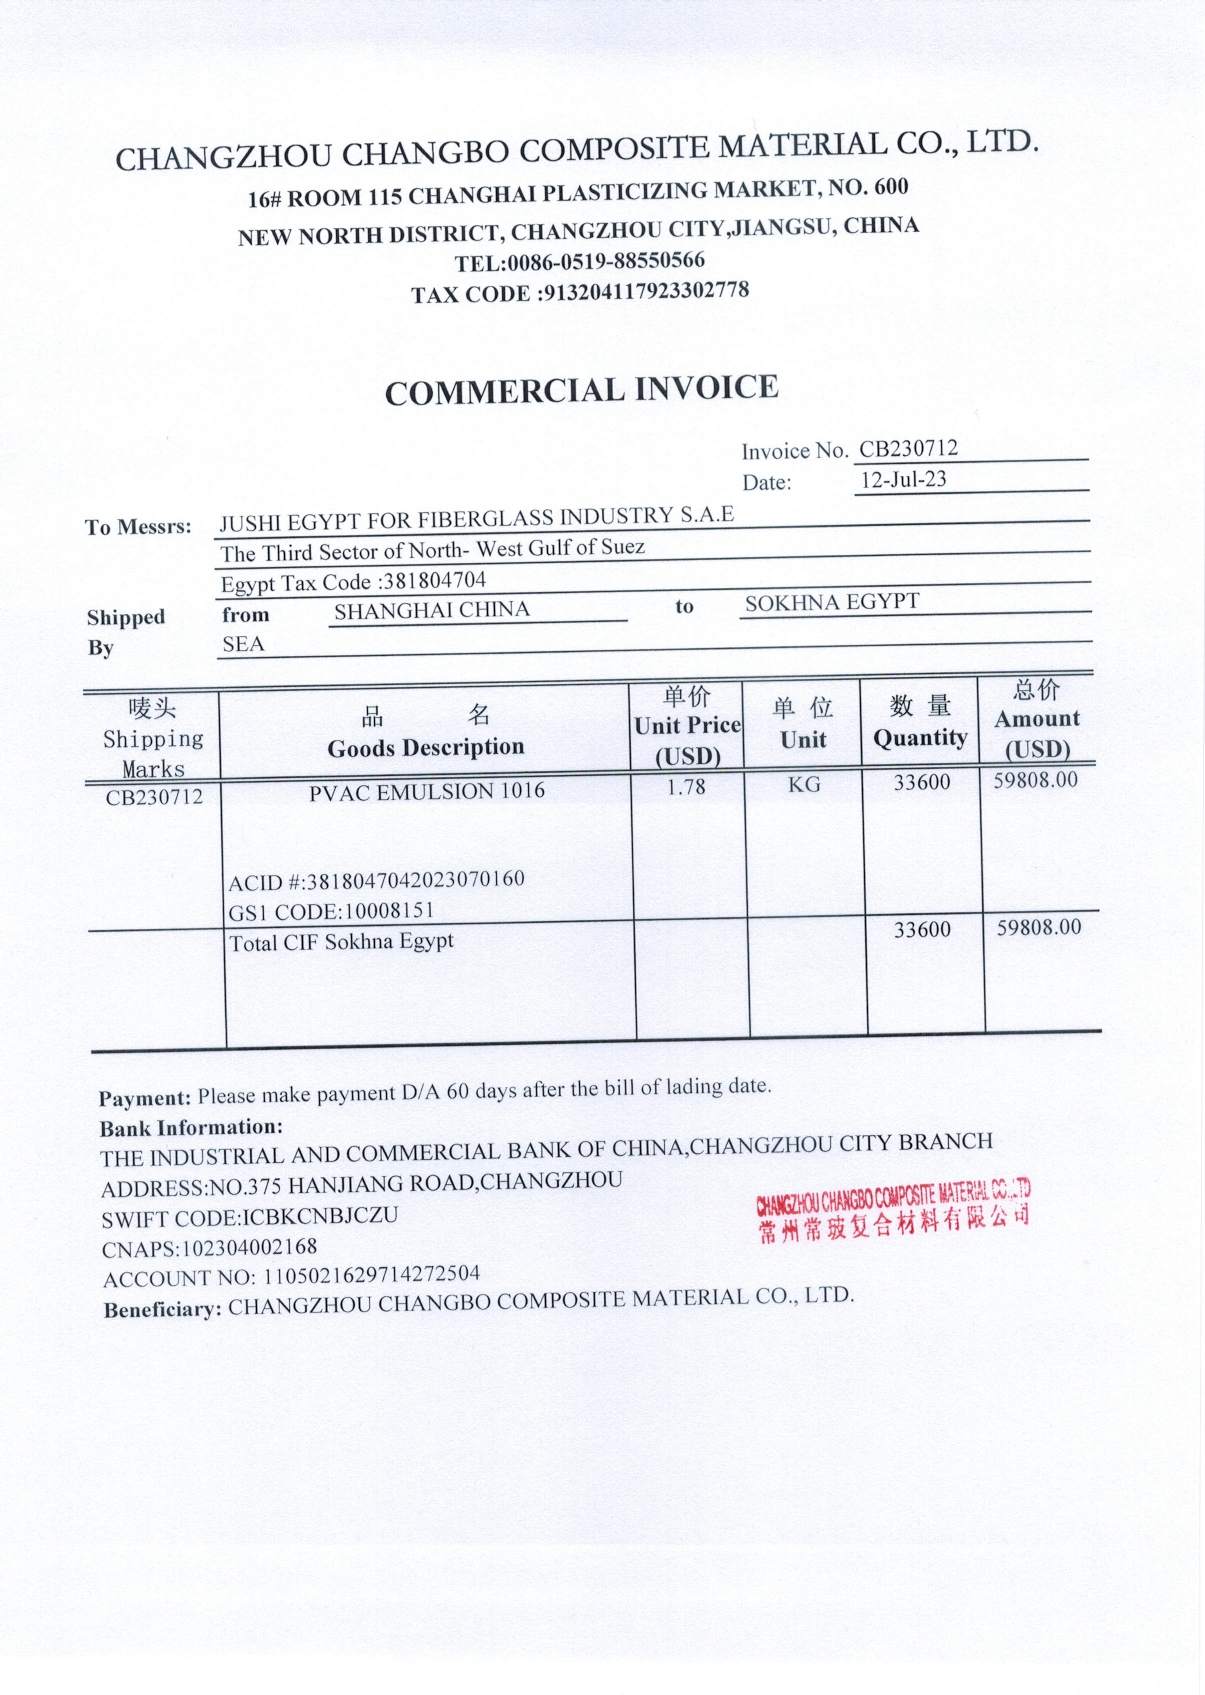 CHANGZHOU CHANGBO COMPOSITE MATERIAL CO., LTD.
16# ROOM 115 CHANGHAI PLASTICIZING MARKET, NO. 600
NEW NORTH DISTRICT, CHANGZHOU CITY,JIANGSU, CHINA
TEL:0086-0519-88550566
TAX CODE :913204117923302778
COMMERCIAL INVOICE
Invoice No. CB230712
Date: 12-Jul-23
To Messrs: JUSHI EGYPT FOR FIBERGLASS INDUSTRY S.A.E
The Third Sector of North- West Gulf of Suez
Egypt Tax Code :381804704
Shipped from SHANGHAI CHINA to SOKHNA EGYPT
By SEA
唛头 品 名 单价 单 位 数 量 总价
Shipping Goods Description Unit Price Unit Quantity Amount
Marks (USD) (USD)
CB230712 PVAC EMULSION 1016 1.78 KG 33600 59808.00
ACID #:3818047042023070160
GS1 CODE:10008151
Total CIF Sokhna Egypt 33600 59808.00
Payment: Please make payment D/A 60 days after the bill of lading date.
Bank Information:
THE INDUSTRIAL AND COMMERCIAL BANK OF CHINA,CHANGZHOU CITY BRANCH
ADDRESS:NO.375 HANJIANG ROAD,CHANGZHOU
SWIFT CODE:ICBKCNBJCZU
CNAPS:102304002168
ACCOUNT NO: 1105021629714272504
Beneficiary: CHANGZHOU CHANGBO COMPOSITE MATERIAL CO., LTD.
CHANGZHOU CHANGBO COMPOSITE MATERIAL CO.,LTD
常州常玻复合材料有限公司